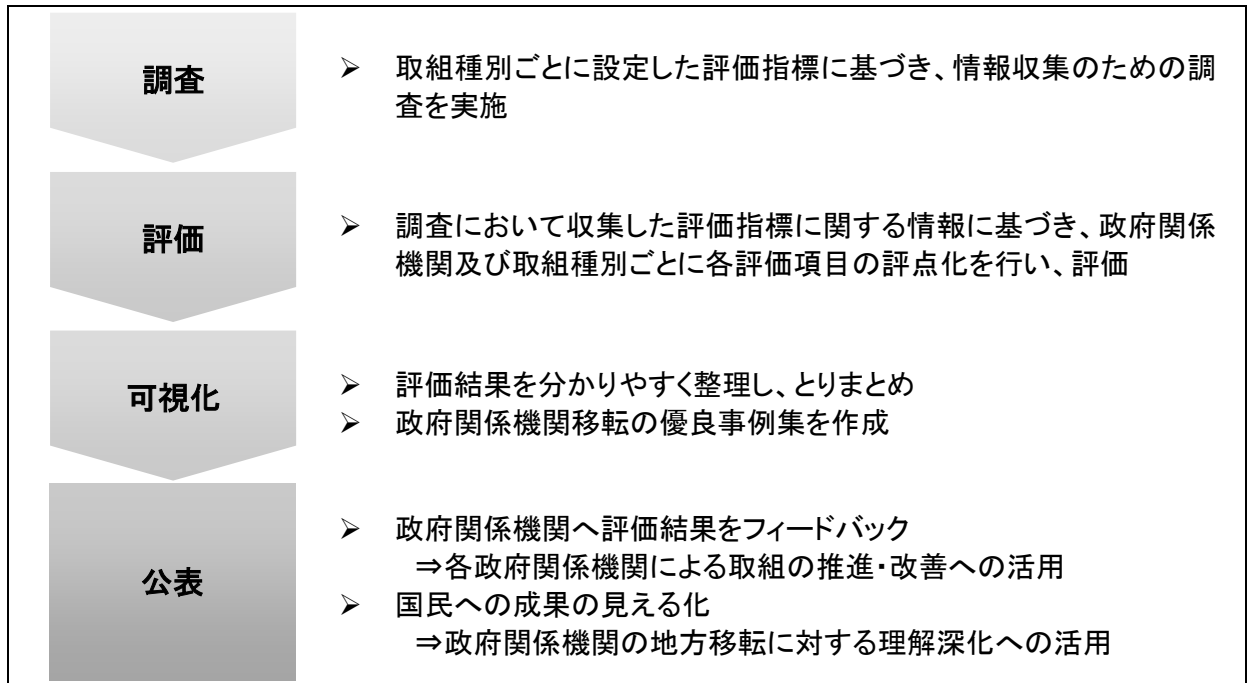 調査
➢ 取組種別ごとに設定した評価指標に基づき、情報収集のための調
査を実施
評価
➢ 調査において収集した評価指標に関する情報に基づき、政府関係
機関及び取組種別ごとに各評価項目の評点化を行い、評価
可視化
➢ 評価結果を分かりやすく整理し、とりまとめ
➢ 政府関係機関移転の優良事例集を作成
公表
➢ 政府関係機関へ評価結果をフィードバック
⇒各政府関係機関による取組の推進・改善への活用
➢ 国民への成果の見える化
⇒政府関係機関の地方移転に対する理解深化への活用